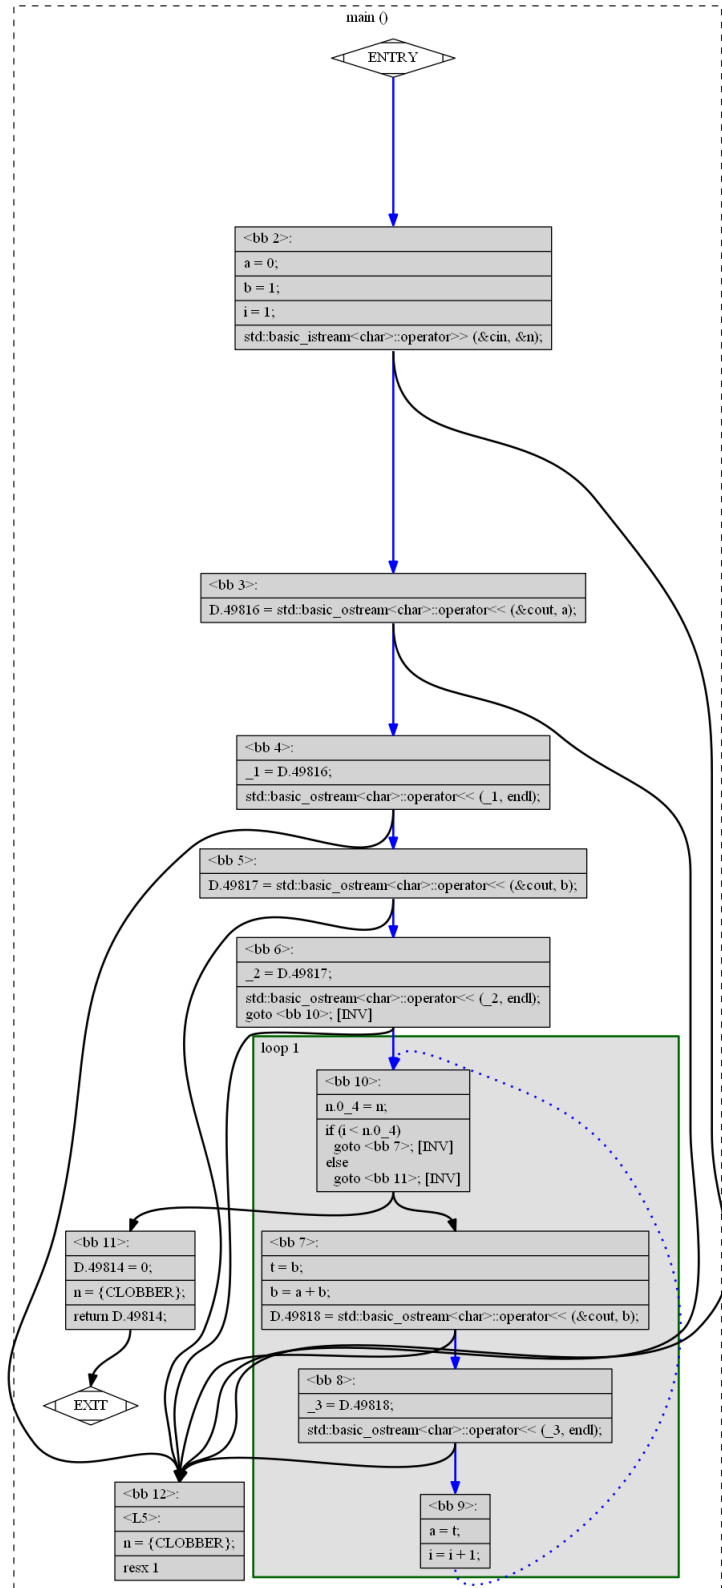 main ()
ENTRY
<bb 2>:
a = 0;
b = 1;
i = 1;
std::basic_istream<char>::operator>> (&cin, &n);
<bb 3>:
D.49816 = std::basic_ostream<char>::operator<< (&cout, a);
<bb 4>:
_1 = D.49816;
std::basic_ostream<char>::operator<< (_1, endl);
<bb 5>:
D.49817 = std::basic_ostream<char>::operator<< (&cout, b);
<bb 6>:
_2 = D.49817;
std::basic_ostream<char>::operator<< (_2, endl);
goto <bb 10>; [INV]
loop 1
<bb 10>:
n.0_4 = n;
if (i < n.0_4)
goto <bb 7>; [INV]
else
goto <bb 11>; [INV]
<bb 11>:
D.49814 = 0;
n = {CLOBBER};
return D.49814;
<bb 7>:
t = b;
b = a + b;
D.49818 = std::basic_ostream<char>::operator<< (&cout, b);
EXIT
<bb 8>:
_3 = D.49818;
std::basic_ostream<char>::operator<< (_3, endl);
<bb 12>:
<L5>:
n = {CLOBBER};
resx 1
<bb 9>:
a = t;
i = i + 1;